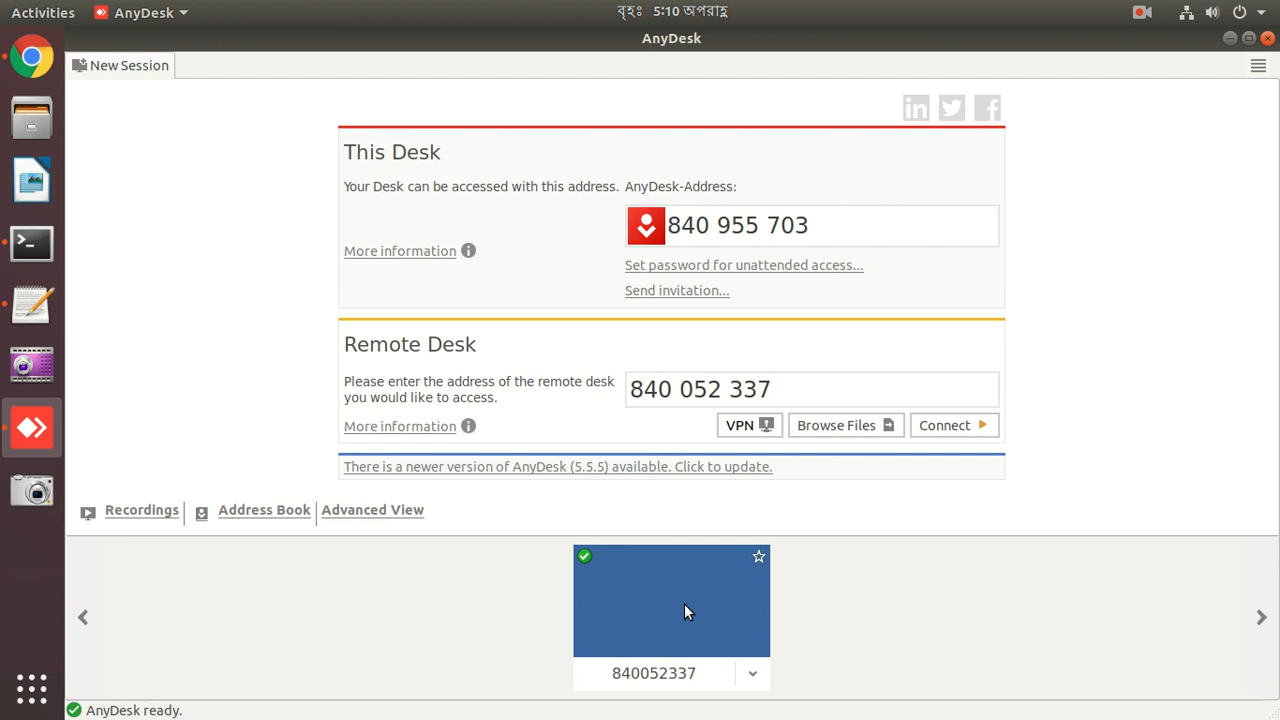 Activities AnyDesk বৃহঃ 5:10 অপরাহ্ণ
AnyDesk
New Session
This Desk
Your Desk can be accessed with this address. AnyDesk-Address:
840 955 703
More information
Set password for unattended access...
Send invitation...
Remote Desk
Please enter the address of the remote desk
you would like to access.
840 052 337
More information
VPN Browse Files Connect
There is a newer version of AnyDesk (5.5.5) available. Click to update.
Recordings Address Book Advanced View
840052337
AnyDesk ready.